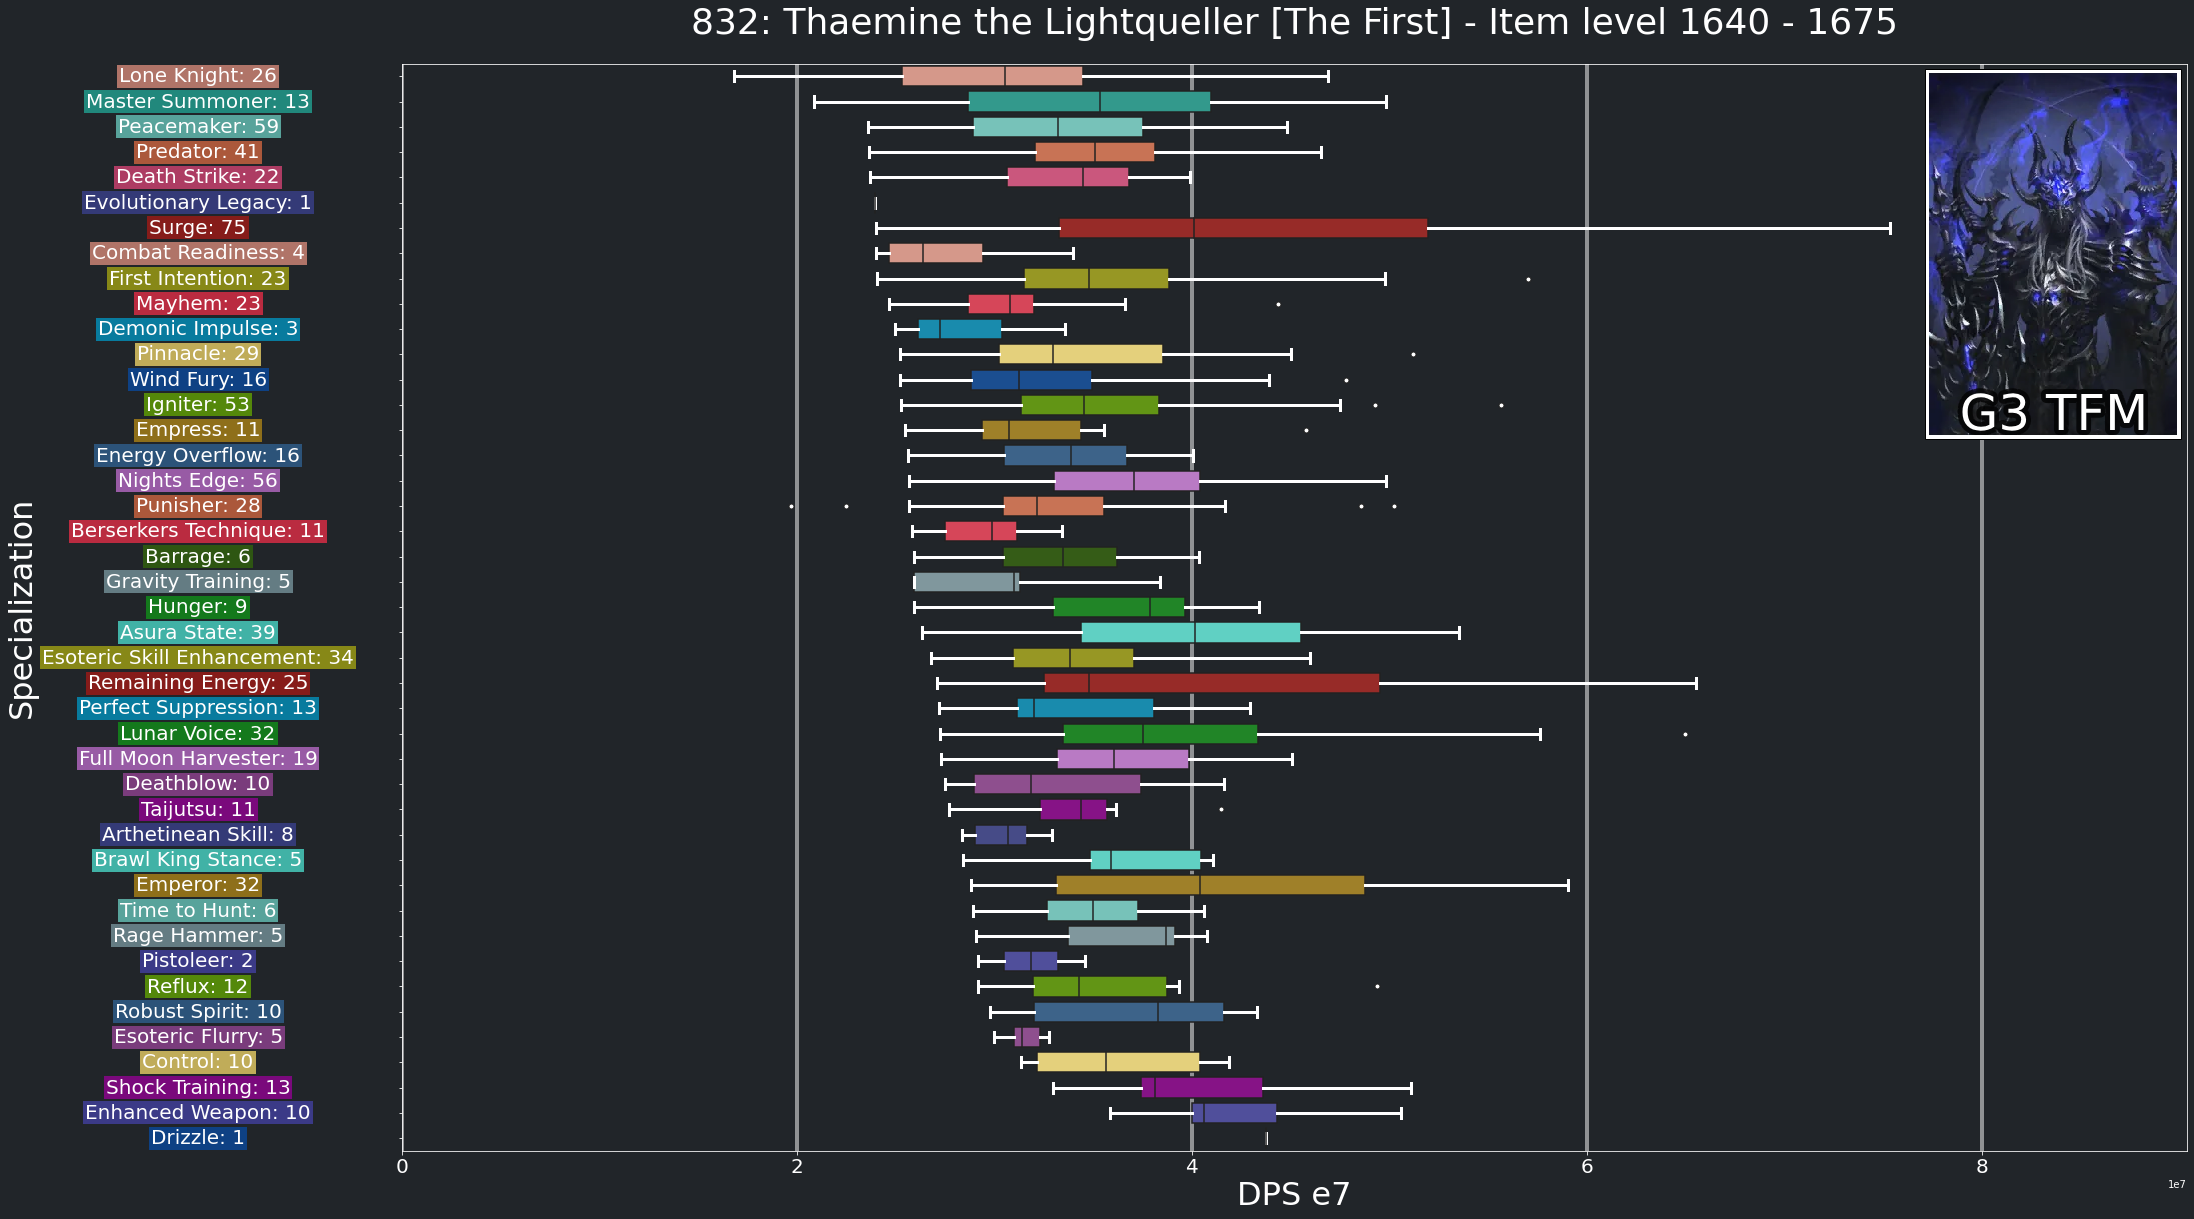 832: Thaemine the Lightqueller [The First] - Item level 1640 - 1675
Specialization
Lone Knight: 26
Master Summoner: 13
Peacemaker: 59
Predator: 41
Death Strike: 22
Evolutionary Legacy: 1
Surge: 75
Combat Readiness: 4
First Intention: 23
Mayhem: 23
Demonic Impulse: 3
Pinnacle: 29
Wind Fury: 16
Igniter: 53
Empress: 11
Energy Overflow: 16
Nights Edge: 56
Punisher: 28
Berserkers Technique: 11
Barrage: 6
Gravity Training: 5
Hunger: 9
Asura State: 39
Esoteric Skill Enhancement: 34
Remaining Energy: 25
Perfect Suppression: 13
Lunar Voice: 32
Full Moon Harvester: 19
Deathblow: 10
Taijutsu: 11
Arthetinean Skill: 8
Brawl King Stance: 5
Emperor: 32
Time to Hunt: 6
Rage Hammer: 5
Pistoleer: 2
Reflux: 12
Robust Spirit: 10
Esoteric Flurry: 5
Control: 10
Shock Training: 13
Enhanced Weapon: 10
Drizzle: 1
G3 TFM
0 2 4 6 8
DPS e7
1e7